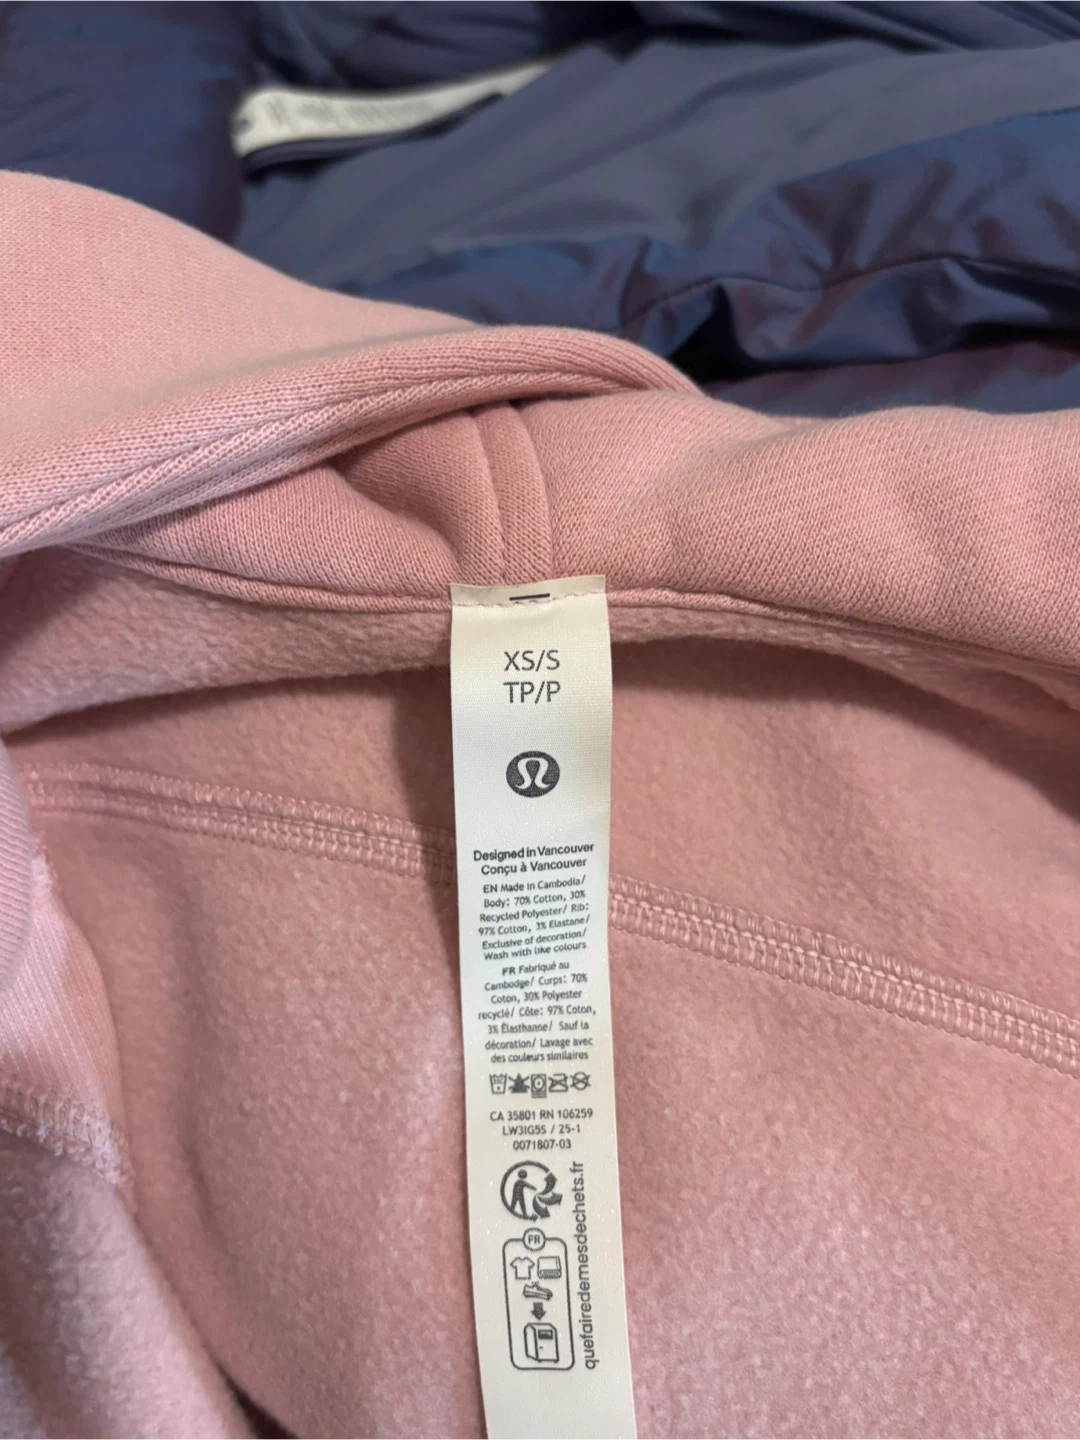 XS/S
TP/P
Designed in Vancouver
Conçu à Vancouver
EN Made in Cambodia/
Body: 70% Cotton, 30%
Recycled Polyester/ Rib:
97% Cotton, 3% Elastane/
Exclusive of decoration/
Wash with like colours
FR Fabriqué au
Cambodge/ Corps: 70%
Coton, 30% Polyester
recyclé/ Côte: 97% Coton,
3% Élasthanne/ Sauf la
décoration/ Lavage avec
des couleurs similaires
CA 35801 RN 106259
LW3IG5S / 25-1
0071807-03
FR
quefairedemesdechets.fr